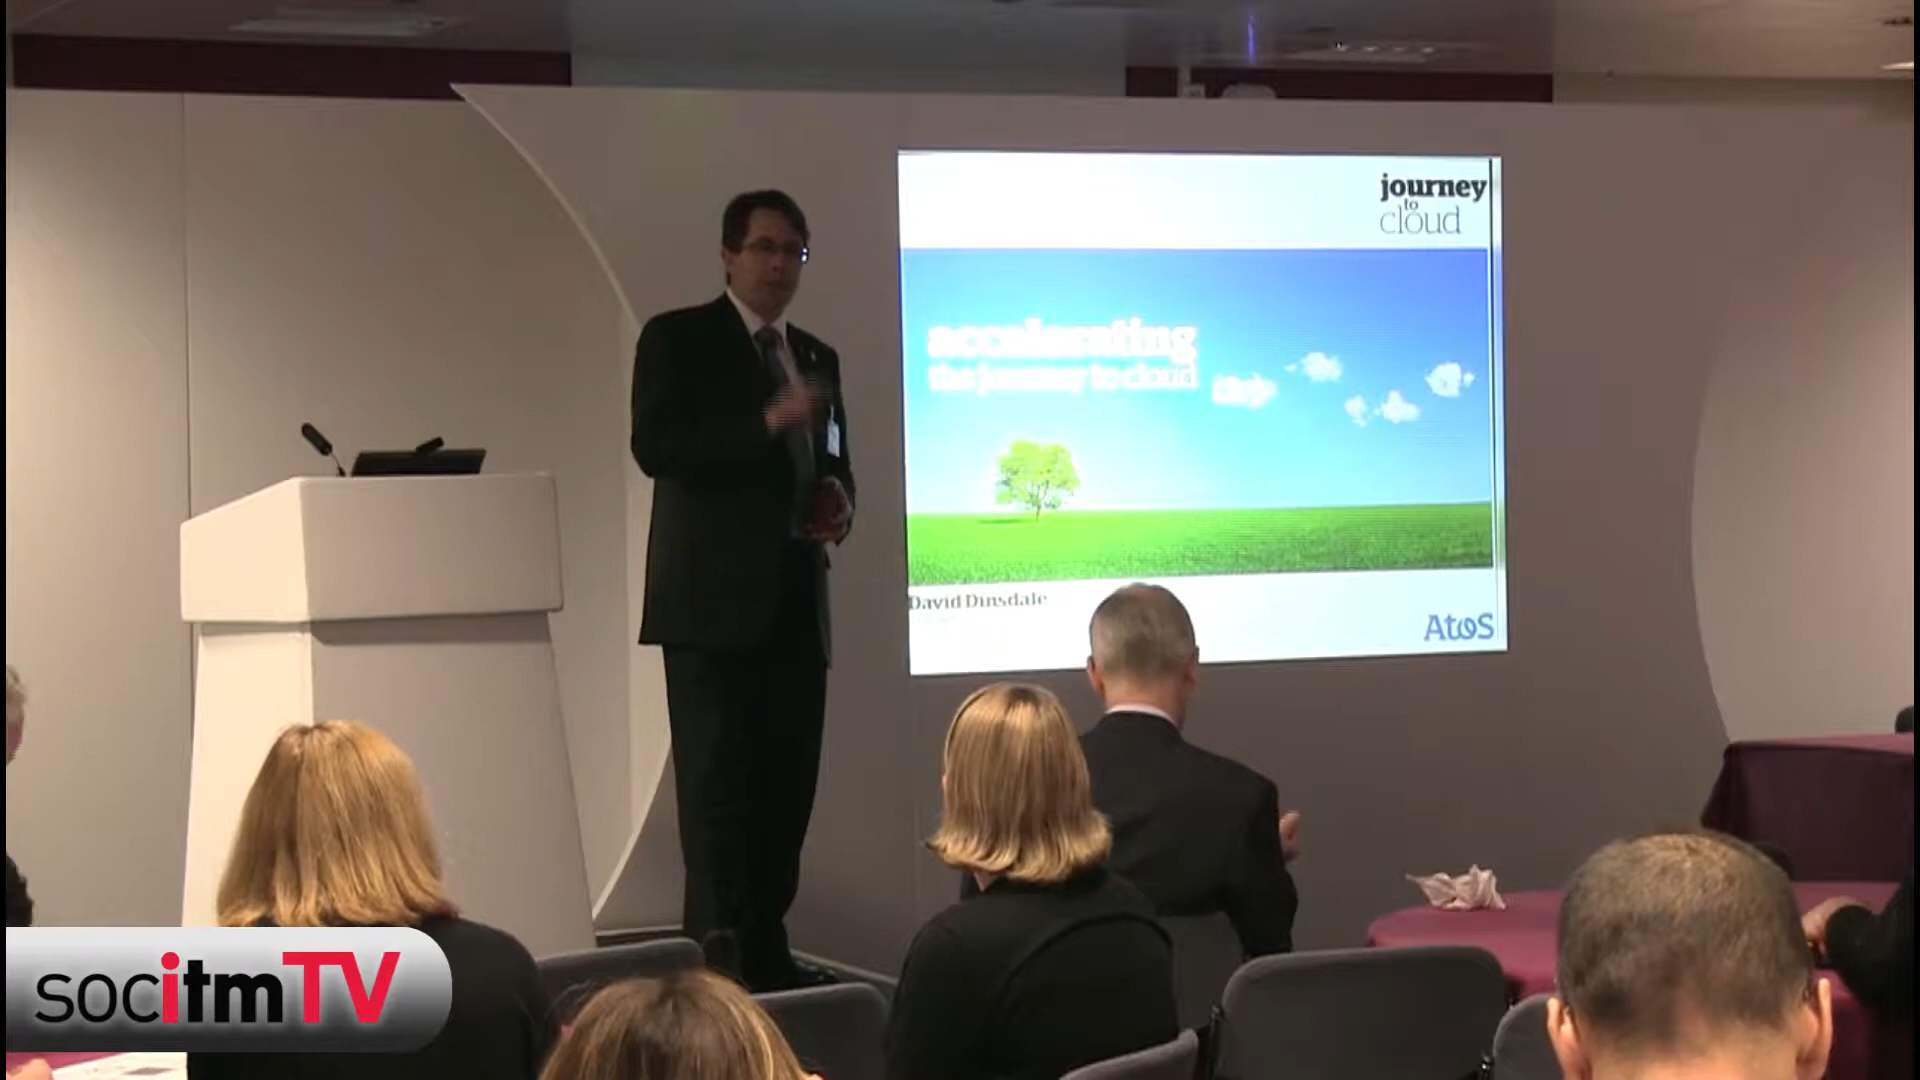 journey
to
cloud
accelerating
the journey to cloud
David Dinsdale
Atos
socitmTV